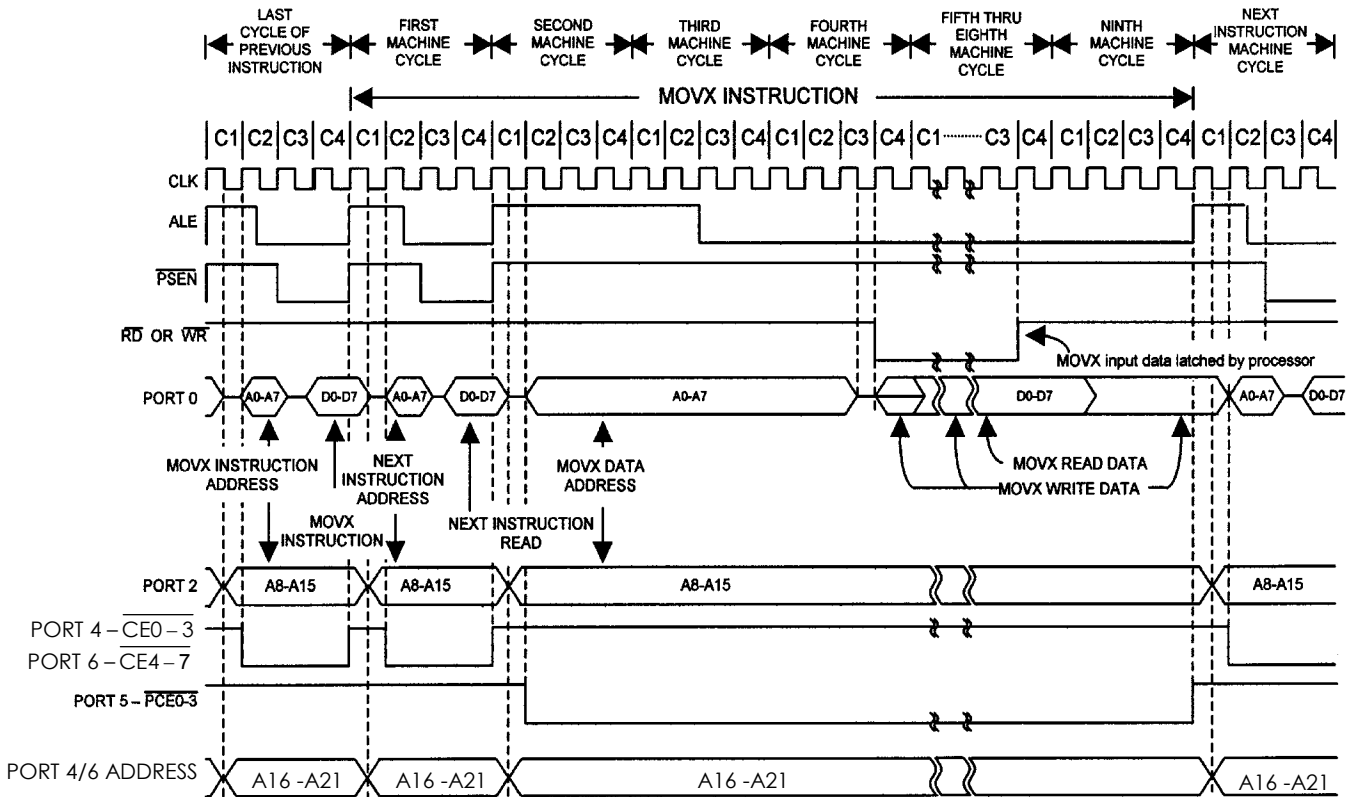 LAST
CYCLE OF
PREVIOUS
INSTRUCTION
FIRST
MACHINE
CYCLE
SECOND
MACHINE
CYCLE
THIRD
MACHINE
CYCLE
FOURTH
MACHINE
CYCLE
FIFTH THRU
EIGHTH
MACHINE
CYCLE
NINTH
MACHINE
CYCLE
NEXT
INSTRUCTION
MACHINE
CYCLE
MOVX INSTRUCTION
C1 C2 C3 C4 C1 C2 C3 C4 C1 C2 C3 C4 C1 C2 C3 C4 C1 C2 C3 C4 C1 ········ C3 C4 C1 C2 C3 C4 C1 C2 C3 C4
CLK
ALE
PSEN
RD OR WR
MOVX input data latched by processor
PORT 0 A0-A7 D0-D7 A0-A7 D0-D7 A0-A7 D0-D7 A0-A7 D0-D7
MOVX INSTRUCTION
ADDRESS
NEXT
INSTRUCTION
ADDRESS
MOVX DATA
ADDRESS
MOVX READ DATA
MOVX WRITE DATA
MOVX
INSTRUCTION
NEXT INSTRUCTION
READ
PORT 2 A8-A15 A8-A15 A8-A15 A8-A15
PORT 4 – CE0 – 3
PORT 6 – CE4 – 7
PORT 5 – PCE0-3
PORT 4/6 ADDRESS A16 -A21 A16 -A21 A16 -A21 A16 -A21